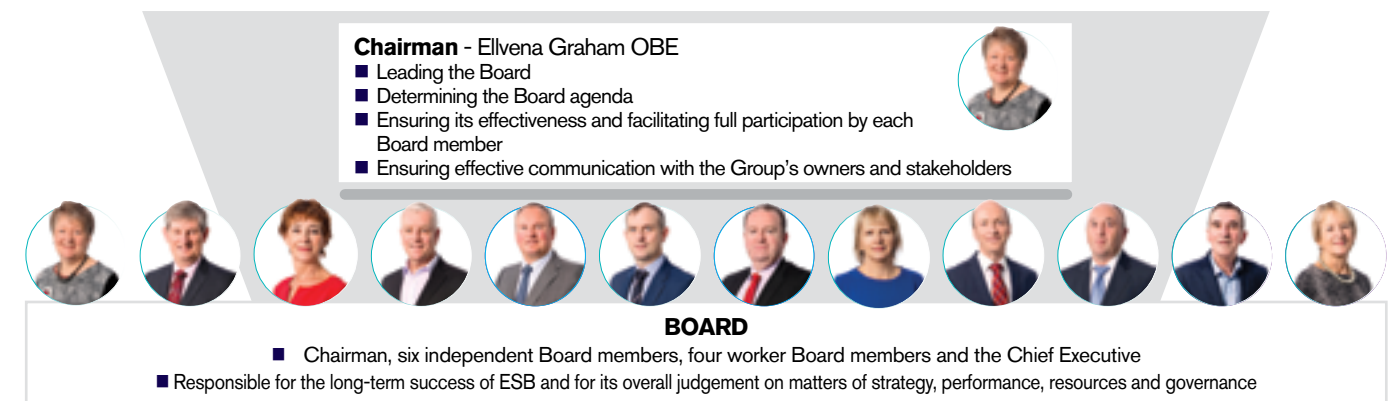 Chairman - Ellvena Graham OBE
■ Leading the Board
■ Determining the Board agenda
■ Ensuring its effectiveness and facilitating full participation by each
Board member
■ Ensuring effective communication with the Group's owners and stakeholders
BOARD
■ Chairman, six independent Board members, four worker Board members and the Chief Executive
■ Responsible for the long-term success of ESB and for its overall judgement on matters of strategy, performance, resources and governance